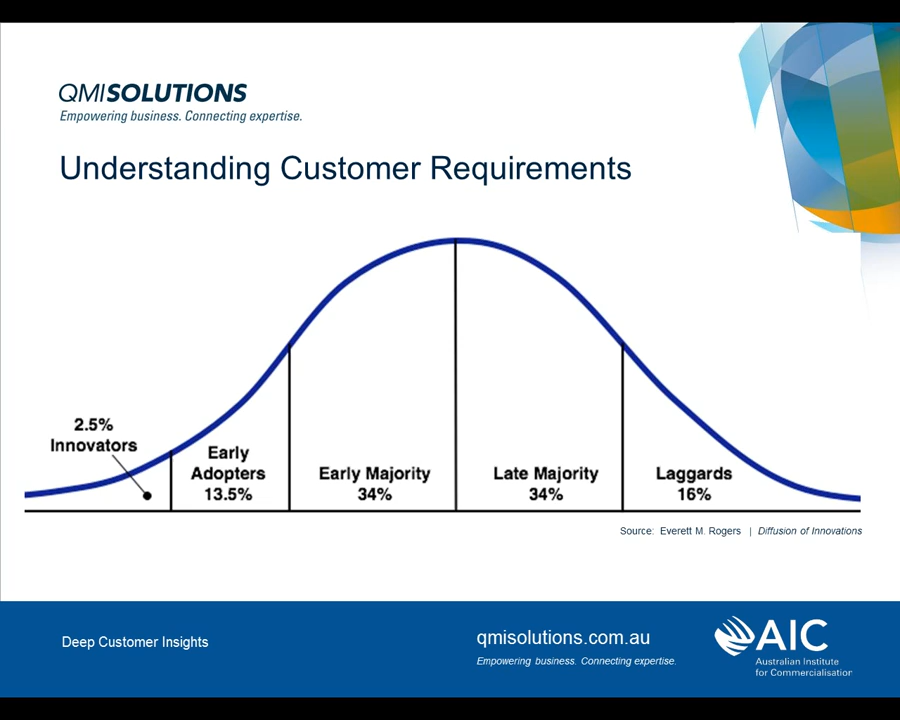 QMISOLUTIONS
Empowering business. Connecting expertise.
Understanding Customer Requirements
2.5%
Innovators
Early
Adopters
13.5%
Early Majority
34%
Late Majority
34%
Laggards
16%
Source: Everett M. Rogers | Diffusion of Innovations
Deep Customer Insights
qmisolutions.com.au
Empowering business. Connecting expertise.
AIC
Australian Institute
for Commercialisation